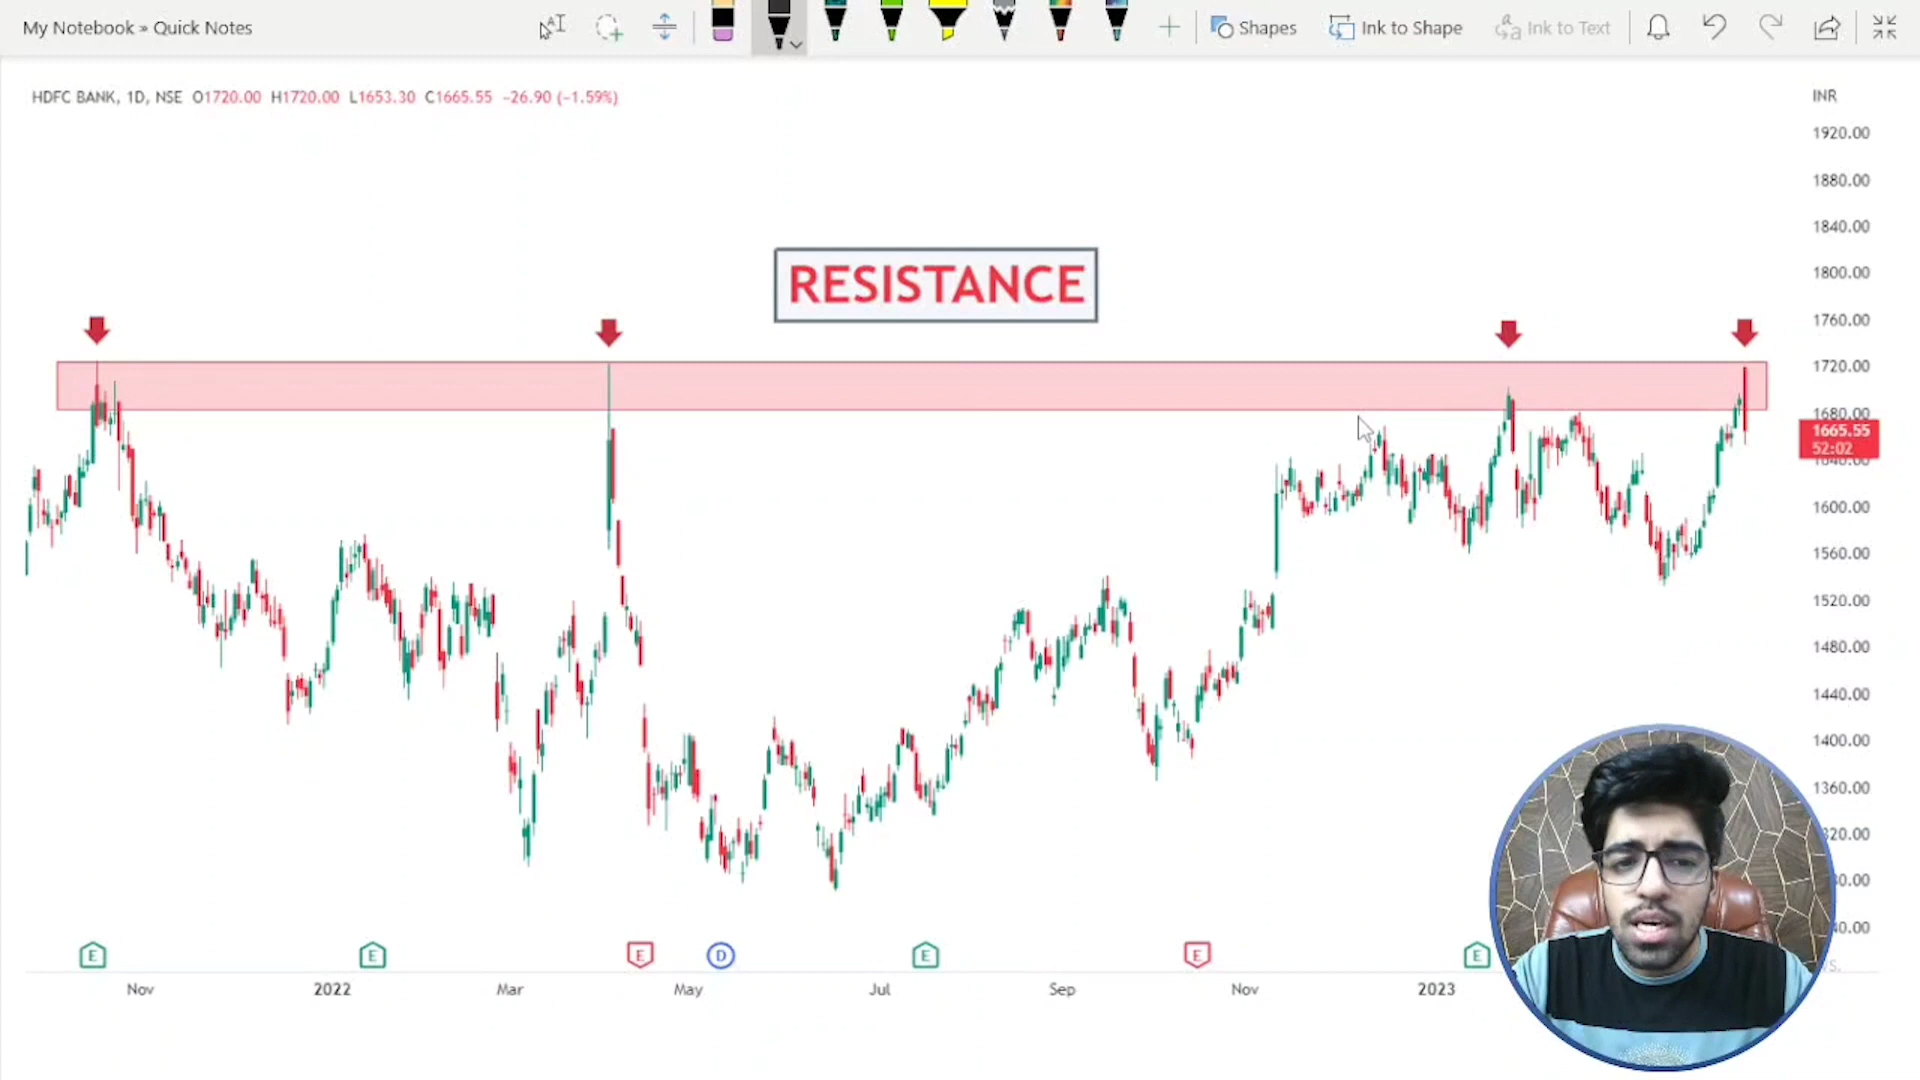 My Notebook » Quick Notes
Shapes
Ink to Shape
Ink to Text
HDFC BANK, 1D, NSE O1720.00 H1720.00 L1653.30 C1665.55 −26.90 (−1.59%)
INR
1920.00
1880.00
1840.00
RESISTANCE
1800.00
1760.00
1720.00
1680.00
1665.55
52:02
1640.00
1600.00
1560.00
1520.00
1480.00
1440.00
1400.00
1360.00
E E E D E E E
Nov 2022 Mar May Jul Sep Nov 2023